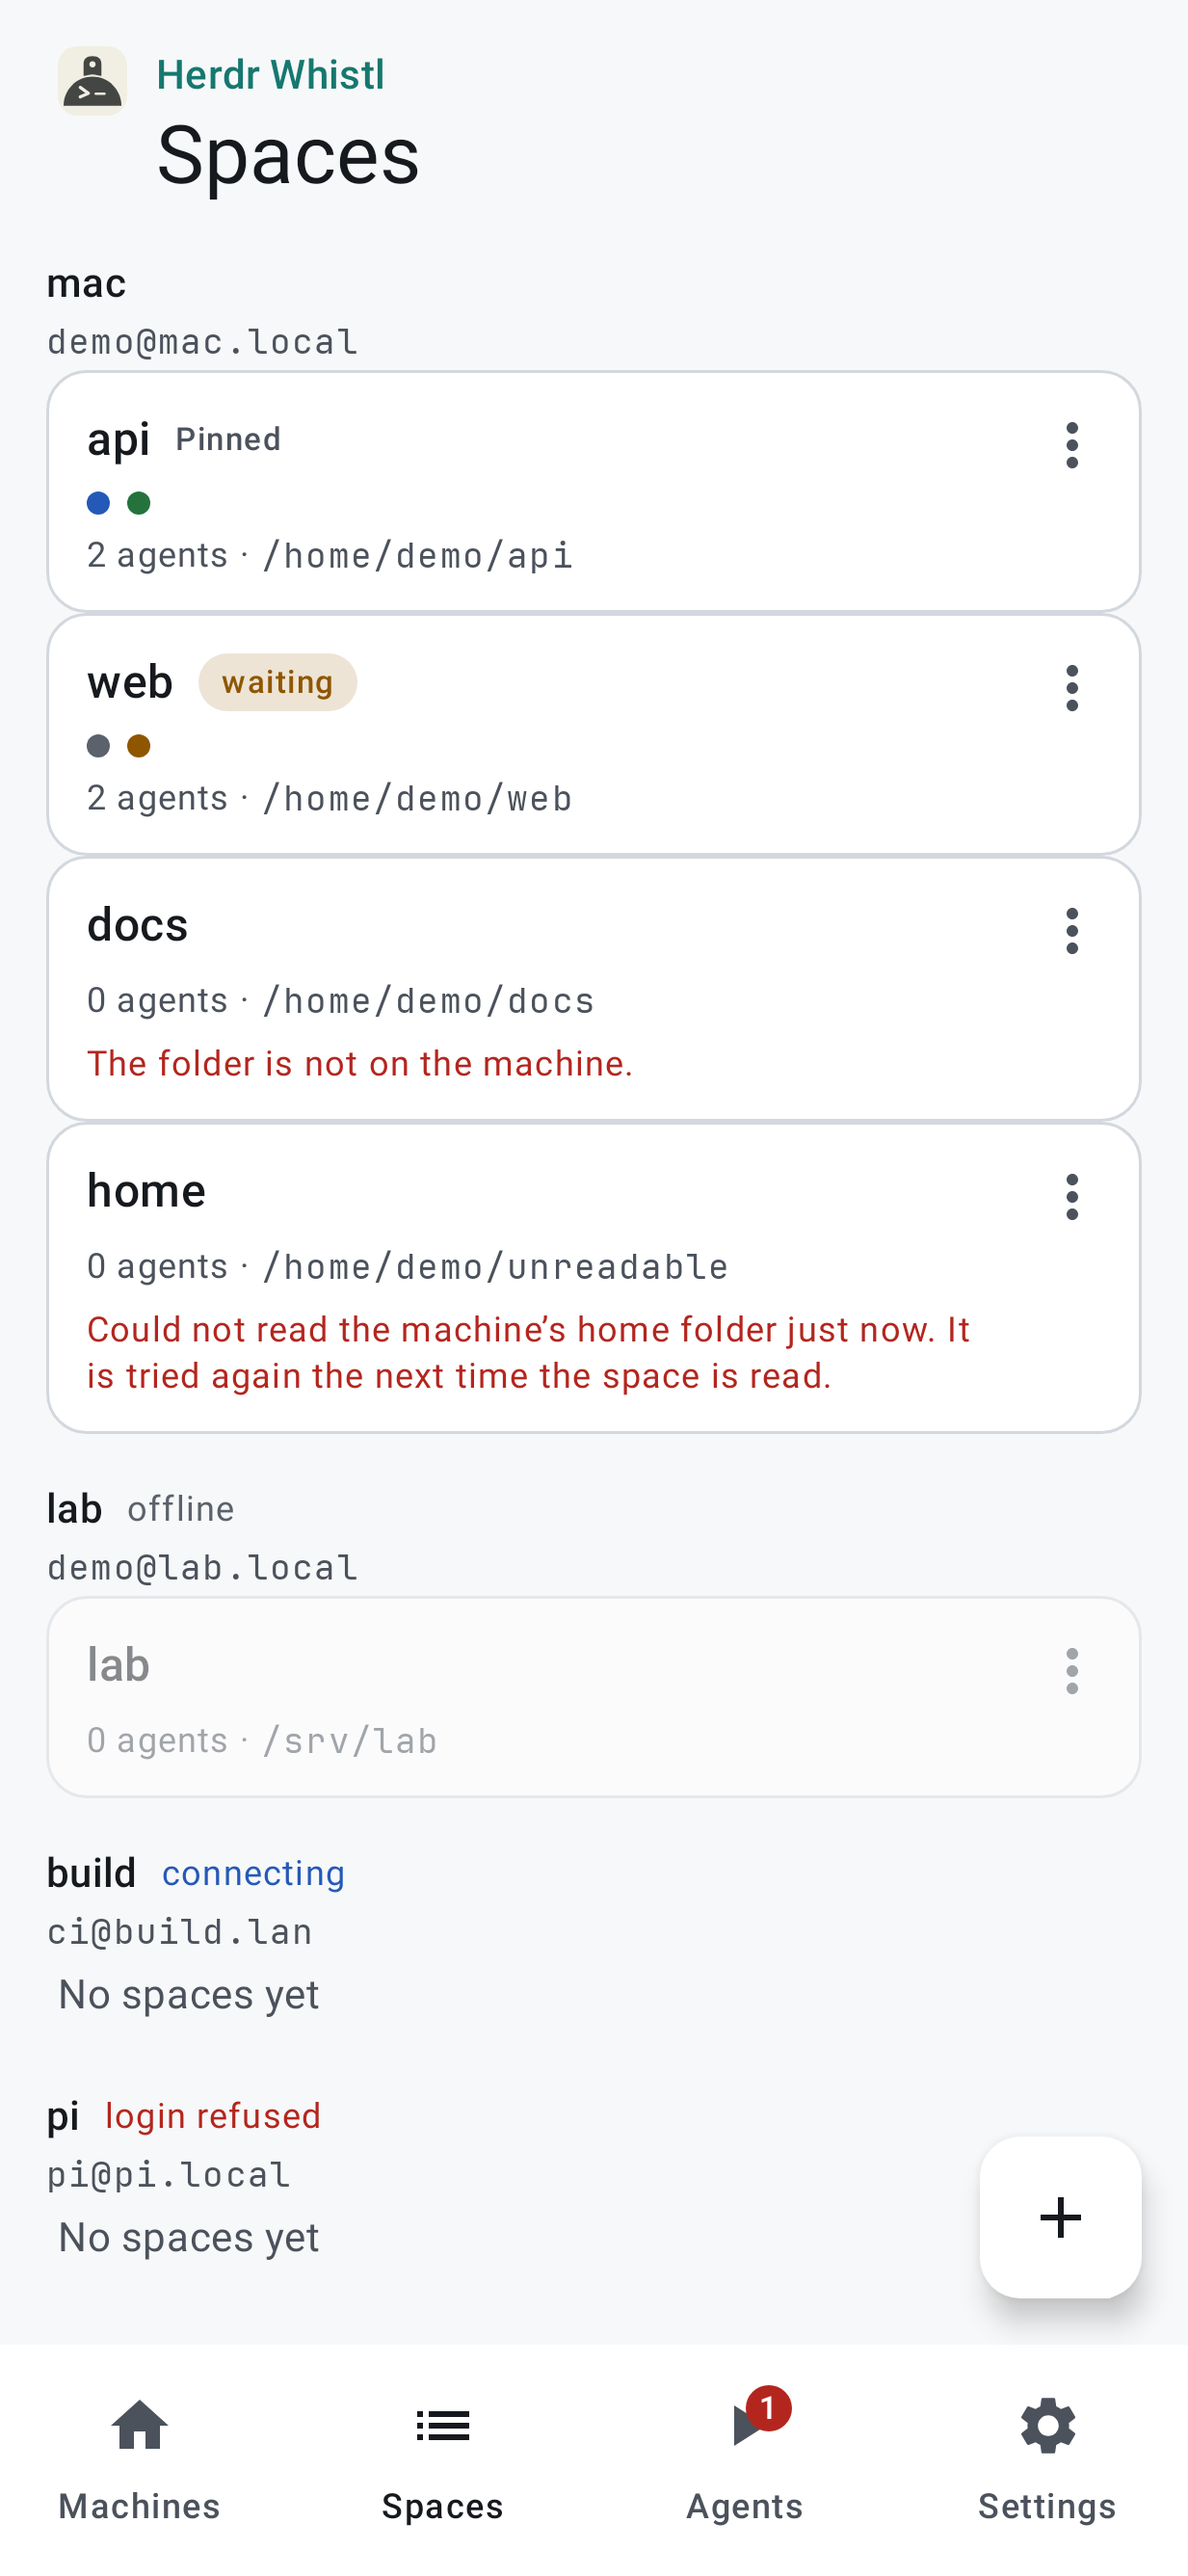 Herdr Whistl
Spaces
mac
demo@mac.local
api Pinned
2 agents · /home/demo/api
web waiting
2 agents · /home/demo/web
docs
0 agents · /home/demo/docs
The folder is not on the machine.
home
0 agents · /home/demo/unreadable
Could not read the machine’s home folder just now. It
is tried again the next time the space is read.
lab offline
demo@lab.local
lab
0 agents · /srv/lab
build connecting
ci@build.lan
No spaces yet
pi login refused
pi@pi.local
No spaces yet
1
Machines Spaces Agents Settings